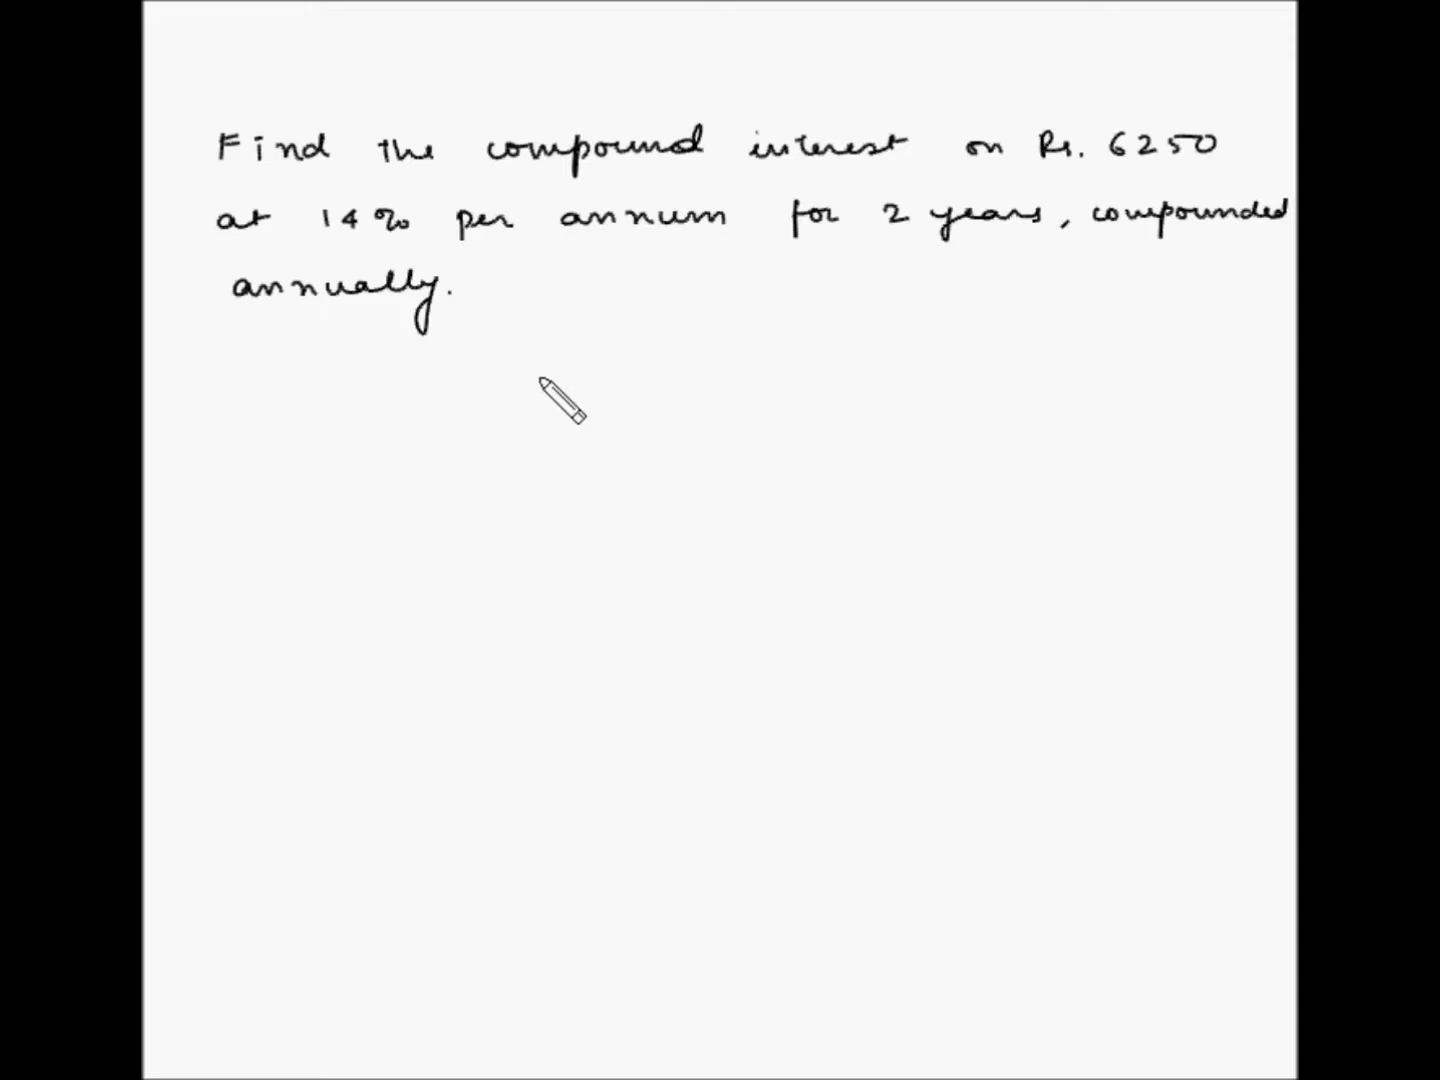 Find the compound interest on Rs. 6250
at 14% per annum for 2 years, compounded
annually.